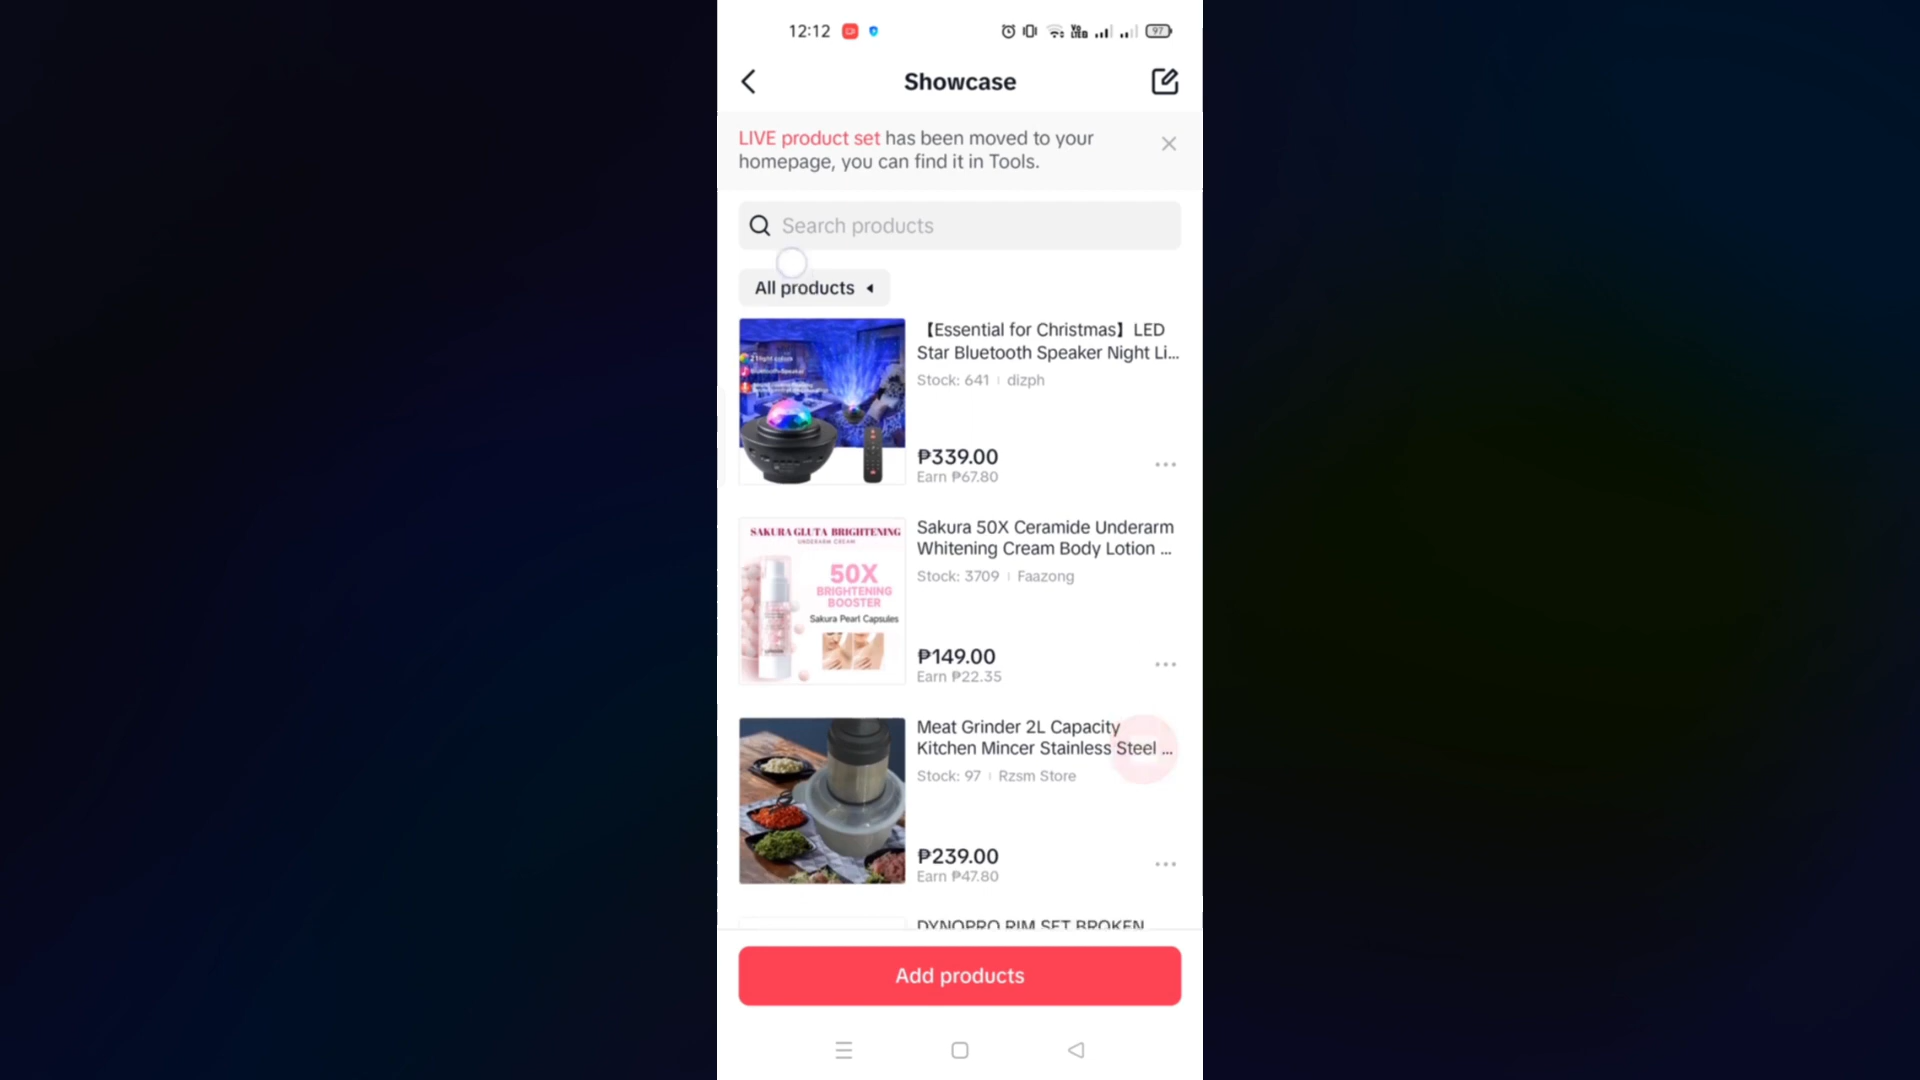 12:12
97
Showcase
LIVE product set has been moved to your
homepage, you can find it in Tools.
Search products
All products
【Essential for Christmas】LED
Star Bluetooth Speaker Night Li...
Stock: 641 dizph
₱339.00
Earn ₱67.80
SAKURA GLUTA BRIGHTENING
UNDERARM CREAM
50X
BRIGHTENING
BOOSTER
Sakura Pearl Capsules
Sakura 50X Ceramide Underarm
Whitening Cream Body Lotion ...
Stock: 3709 Faazong
₱149.00
Earn ₱22.35
Meat Grinder 2L Capacity
Kitchen Mincer Stainless Steel ...
Stock: 97 Rzsm Store
₱239.00
Earn ₱47.80
DYNOPRO RIM SET BROKEN
Add products